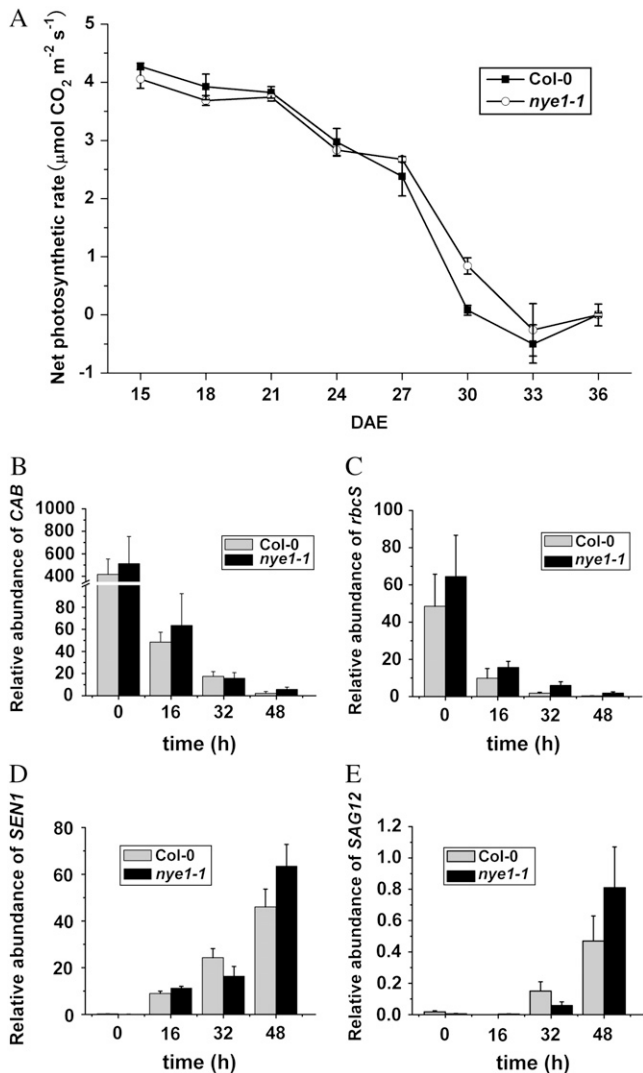 A
Net photosynthetic rate (μmol CO2 m-2 s-1)
5
4
3
2
1
0
-1
Col-0
nye1-1
15 18 21 24 27 30 33 36
DAE
B
Relative abundance of CAB
1000
800
600
400
80
60
40
20
0
Col-0
nye1-1
0 16 32 48
time (h)
C
Relative abundance of rbcS
100
80
60
40
20
0
Col-0
nye1-1
0 16 32 48
time (h)
D
Relative abundance of SEN1
80
60
40
20
0
Col-0
nye1-1
0 16 32 48
time (h)
E
Relative abundance of SAG12
1.2
1.0
0.8
0.6
0.4
0.2
0.0
Col-0
nye1-1
0 16 32 48
time (h)